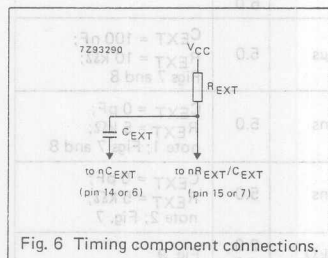 7Z93290
VCC
REXT
CEXT
to nCEXT
to nREXT/CEXT
(pin 14 or 6)
(pin 15 or 7)
Fig. 6 Timing component connections.